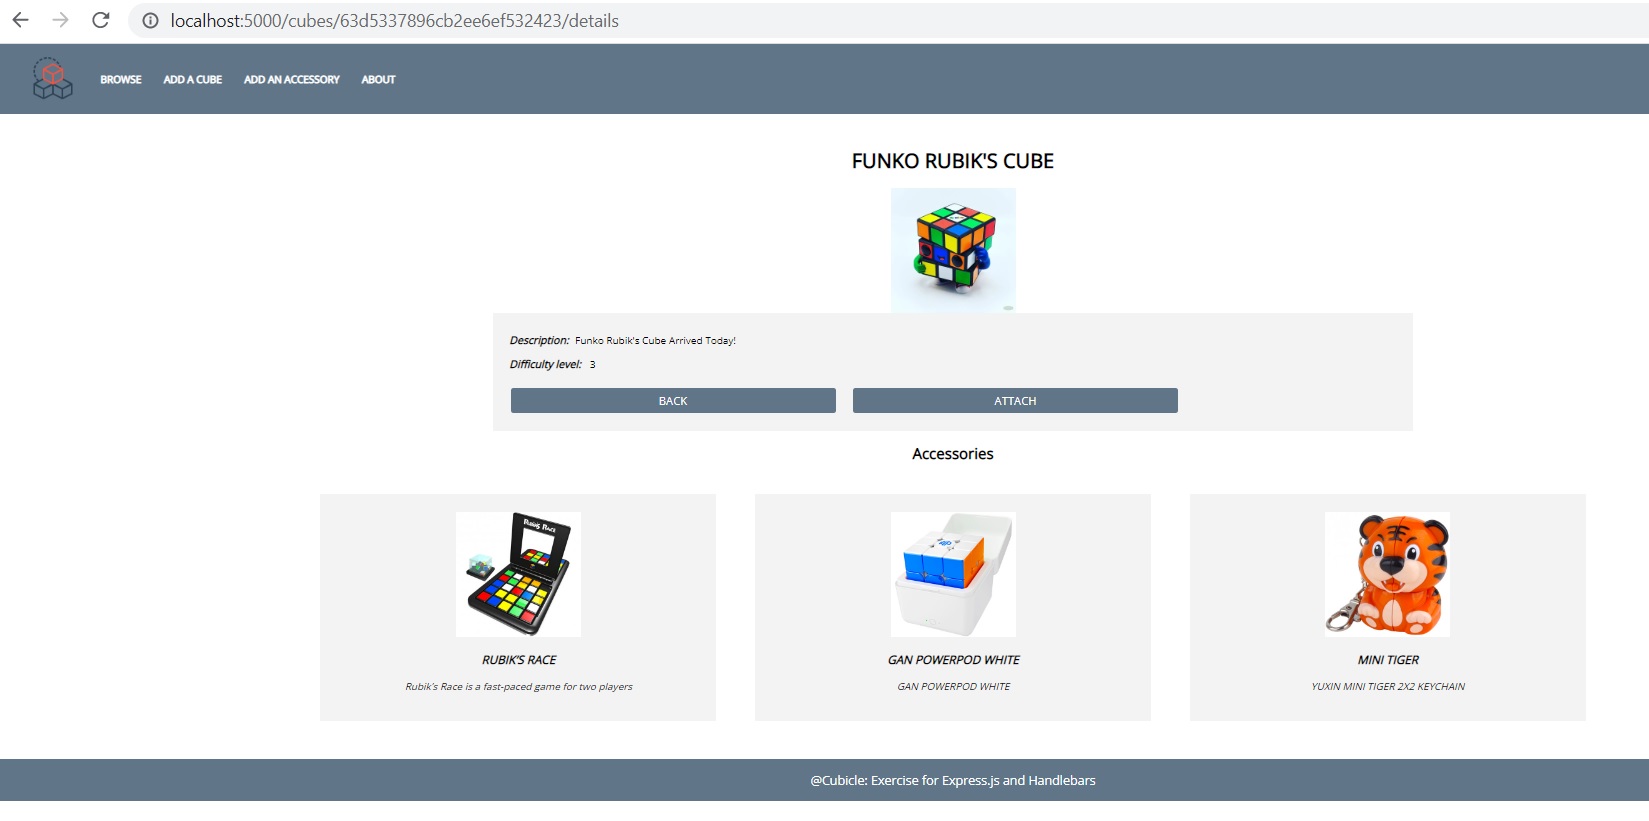 localhost:5000/cubes/63d5337896cb2ee6ef532423/details
BROWSE ADD A CUBE ADD AN ACCESSORY ABOUT
FUNKO RUBIK'S CUBE
Description: Funko Rubik's Cube Arrived Today!
Difficulty level: 3
BACK ATTACH
Accessories
RUBIK'S RACE
RUBIK'S RACE
Rubik's Race is a fast-paced game for two players
GAN POWERPOD WHITE
GAN POWERPOD WHITE
MINI TIGER
YUXIN MINI TIGER 2X2 KEYCHAIN
@Cubicle: Exercise for Express.js and Handlebars